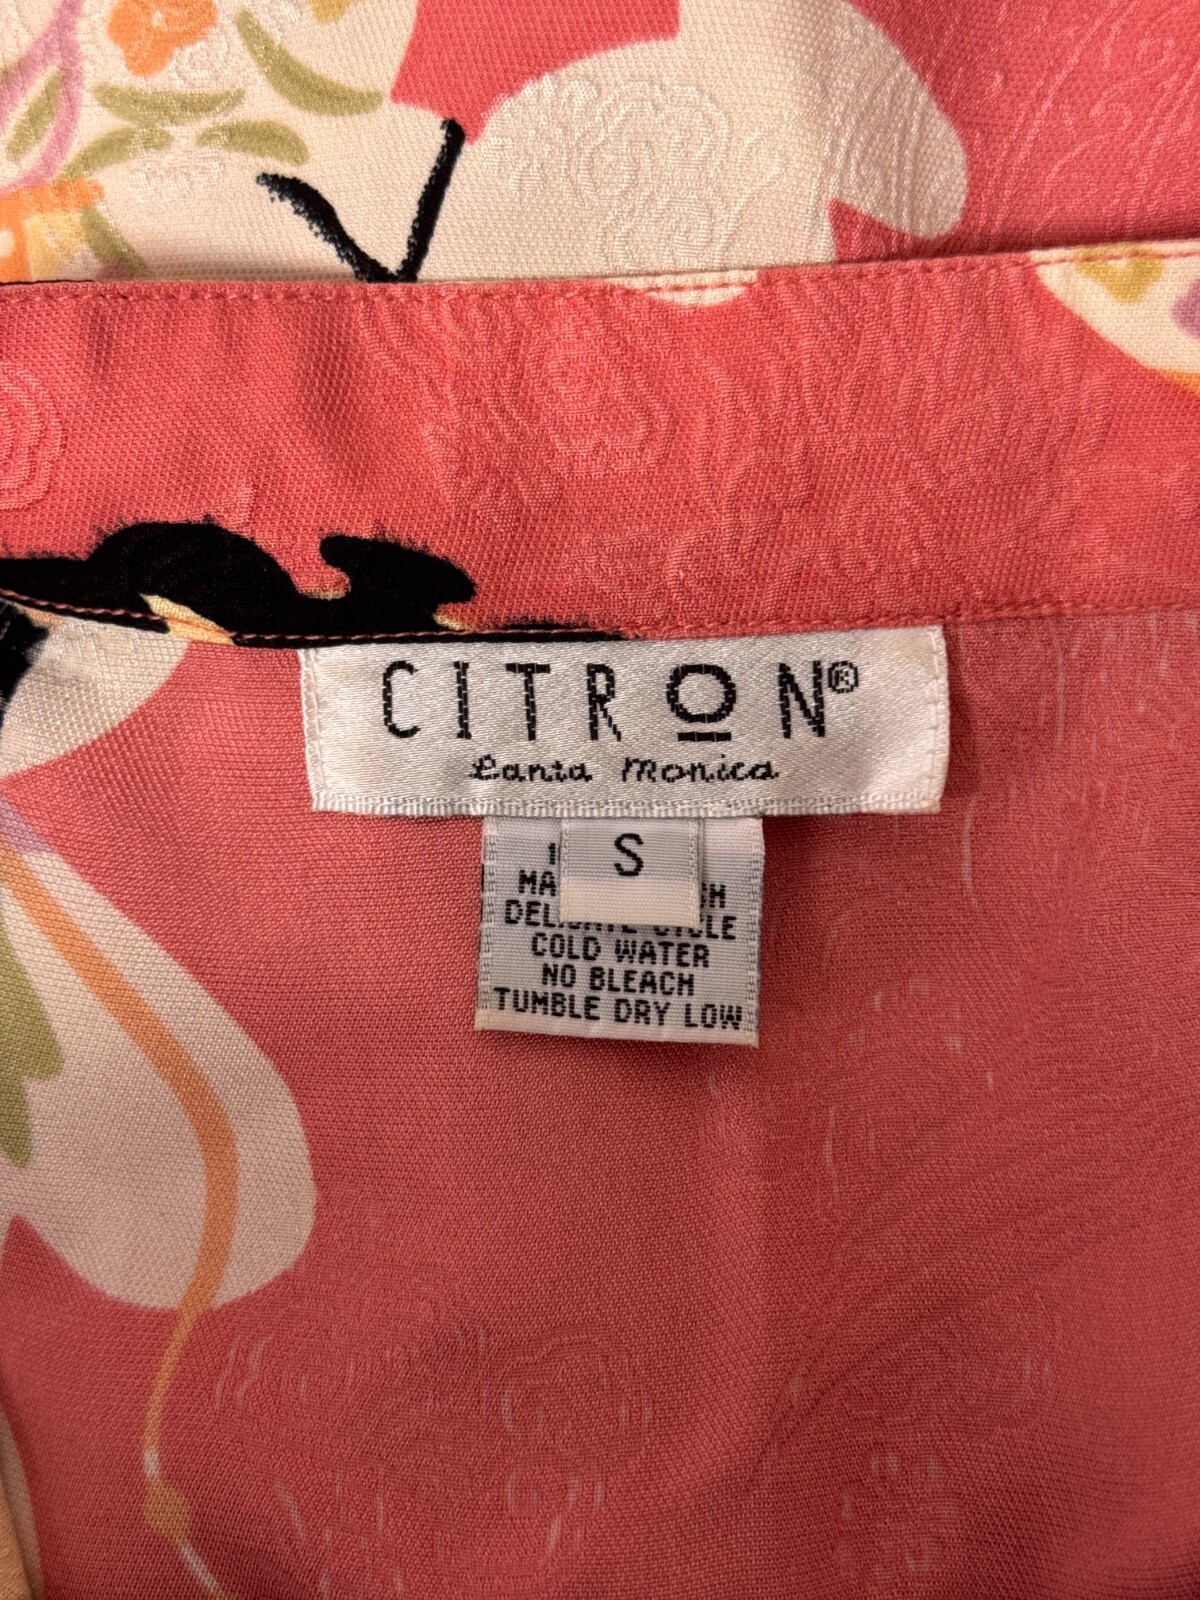 CITRON®
Santa Monica
S
COLD WATER
NO BLEACH
TUMBLE DRY LOW